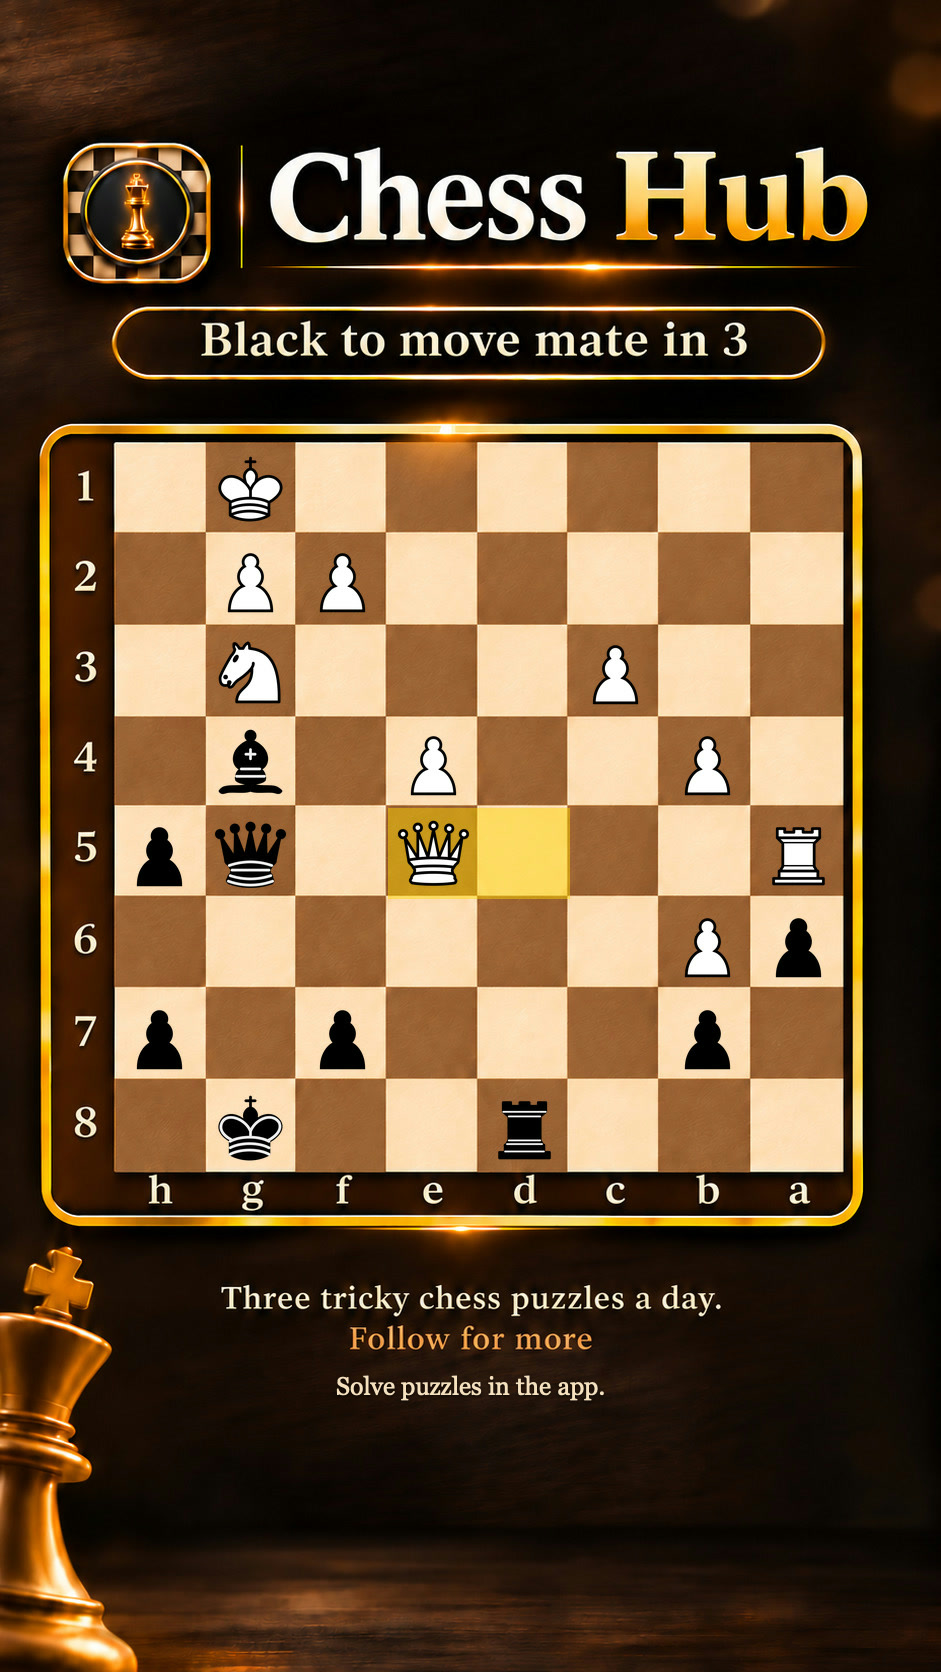 Chess Hub
Black to move mate in 3
1
2
3
4
5
6
7
8
h g f e d c b a
Three tricky chess puzzles a day.
Follow for more
Solve puzzles in the app.